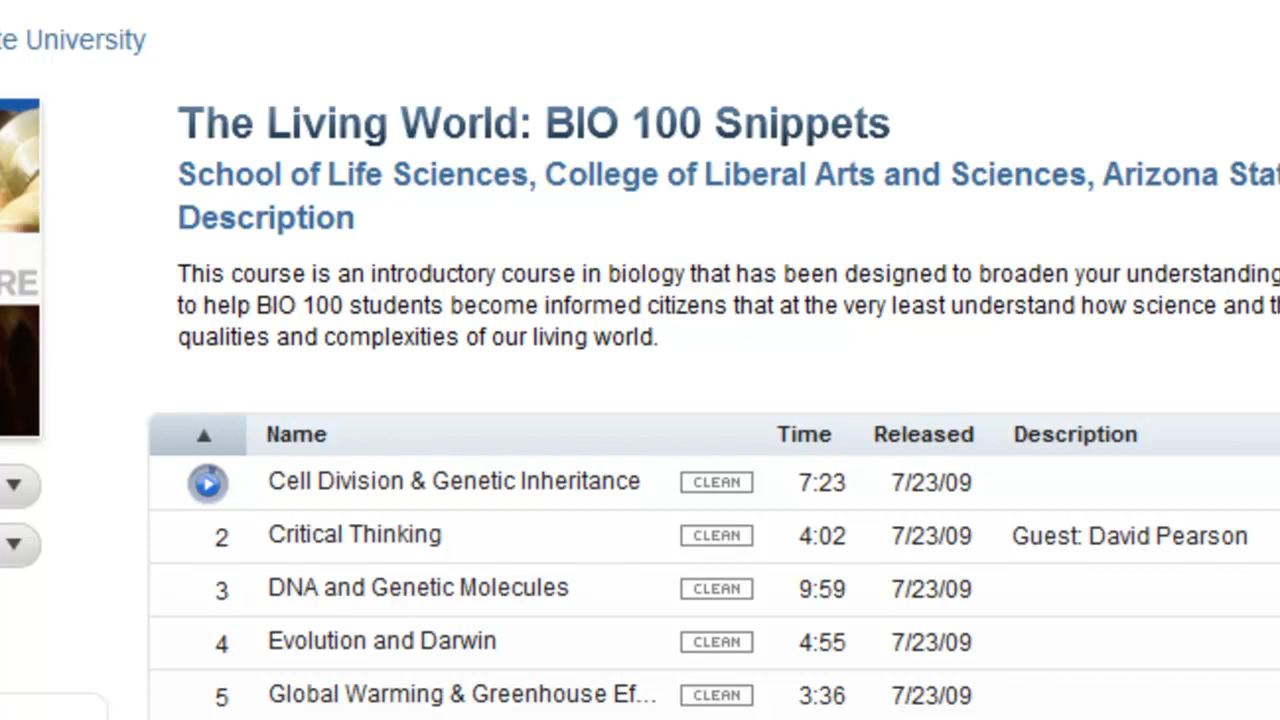 te University
RE
The Living World: BIO 100 Snippets
School of Life Sciences, College of Liberal Arts and Sciences, Arizona Stat
Description
This course is an introductory course in biology that has been designed to broaden your understanding
to help BIO 100 students become informed citizens that at the very least understand how science and th
qualities and complexities of our living world.
▲ Name Time Released Description
Cell Division & Genetic Inheritance CLEAN 7:23 7/23/09
2 Critical Thinking CLEAN 4:02 7/23/09 Guest: David Pearson
3 DNA and Genetic Molecules CLEAN 9:59 7/23/09
4 Evolution and Darwin CLEAN 4:55 7/23/09
5 Global Warming & Greenhouse Ef... CLEAN 3:36 7/23/09